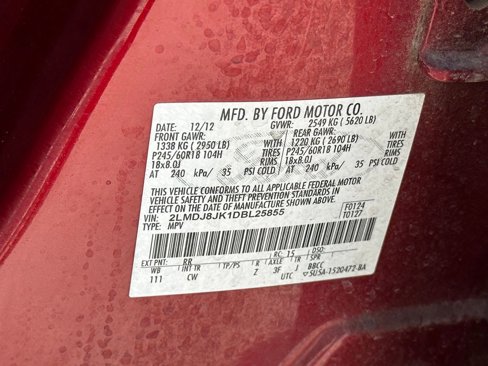 MFD. BY FORD MOTOR CO.
DATE: 12/12 GVWR: 2549 KG ( 5620 LB)
FRONT GAWR: REAR GAWR:
1338 KG ( 2950 LB) WITH 1220 KG ( 2690 LB) WITH
P245/60R18 104H TIRES P245/60R18 104H TIRES
18x8.0J RIMS 18x8.0J RIMS
AT 240 kPa/ 35 PSI COLD AT 240 kPa/ 35 PSI COLD
THIS VEHICLE CONFORMS TO ALL APPLICABLE FEDERAL MOTOR
VEHICLE SAFETY AND THEFT PREVENTION STANDARDS IN
EFFECT ON THE DATE OF MANUFACTURE SHOWN ABOVE.
VIN: 2LMDJ8JK1DBL25855 F0124
TYPE: MPV T0127
EXT PNT: RR RC: 15 DSO:
WB INT TR TP/PS R AXLE TR SPR
111 CW Z 3F J BBCC
UTC 5U5A-1520472-BA